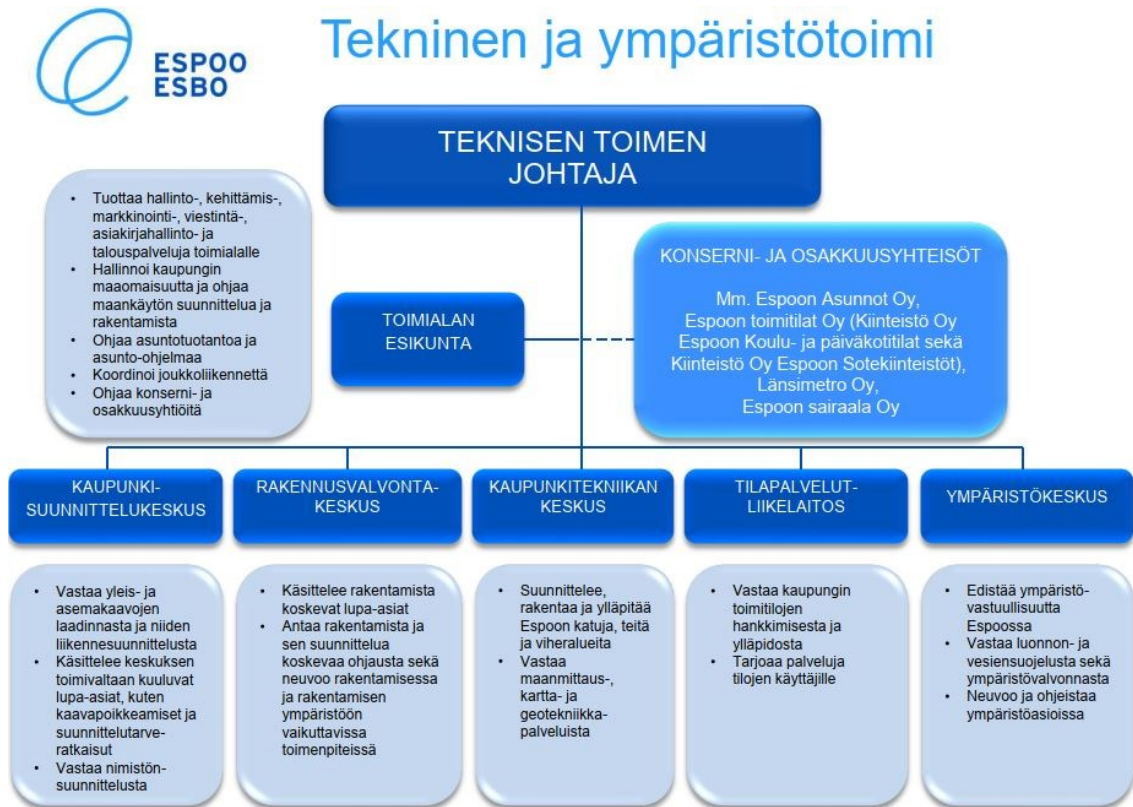 ESPOO
ESBO
Tekninen ja ympäristötoimi
TEKNISEN TOIMEN
JOHTAJA
• Tuottaa hallinto-, kehittämis-,
markkinointi-, viestintä-,
asiakirjahallinto- ja
talouspalveluja toimialalle
• Hallinnoi kaupungin
maaomaisuutta ja ohjaa
maankäytön suunnittelua ja
rakentamista
• Ohjaa asuntotuotantoa ja
asunto-ohjelmaa
• Koordinoi joukkoliikennettä
• Ohjaa konserni- ja
osakkuusyhtiöitä
TOIMIALAN
ESIKUNTA
KONSERNI- JA OSAKKUUSYHTEISÖT
Mm. Espoon Asunnot Oy,
Espoon toimitilat Oy (Kiinteistö Oy
Espoon Koulu- ja päiväkotitilat sekä
Kiinteistö Oy Espoon Sotekiinteistöt),
Länsimetro Oy,
Espoon sairaala Oy
KAUPUNKI-
SUUNNITTELUKESKUS
• Vastaa yleis- ja
asemakaavojen
laadinnasta ja niiden
liikennesuunnittelusta
• Käsittelee keskuksen
toimivaltaan kuuluvat
lupa-asiat, kuten
kaavapoikkeamiset ja
suunnittelutarve-
ratkaisut
• Vastaa nimistön-
suunnittelusta
RAKENNUSVALVONTA-
KESKUS
• Käsittelee rakentamista
koskevat lupa-asiat
• Antaa rakentamista ja
sen suunnittelua
koskevaa ohjausta sekä
neuvoo rakentamisessa
ja rakentamisen
ympäristöön
vaikuttavissa
toimenpiteissä
KAUPUNKITEKNIIKAN
KESKUS
• Suunnittelee,
rakentaa ja ylläpitää
Espoon katuja, teitä
ja viheralueita
• Vastaa
maanmittaus-,
kartta- ja
geotekniikka-
palveluista
TILAPALVELUT-
LIIKELAITOS
• Vastaa kaupungin
toimitilojen
hankkimisesta ja
ylläpidosta
• Tarjoaa palveluja
tilojen käyttäjille
YMPÄRISTÖKESKUS
• Edistää ympäristö-
vastuullisuutta
Espoossa
• Vastaa luonnon- ja
vesiensuojelusta sekä
ympäristövalvonnasta
• Neuvoo ja ohjeistaa
ympäristöasioissa